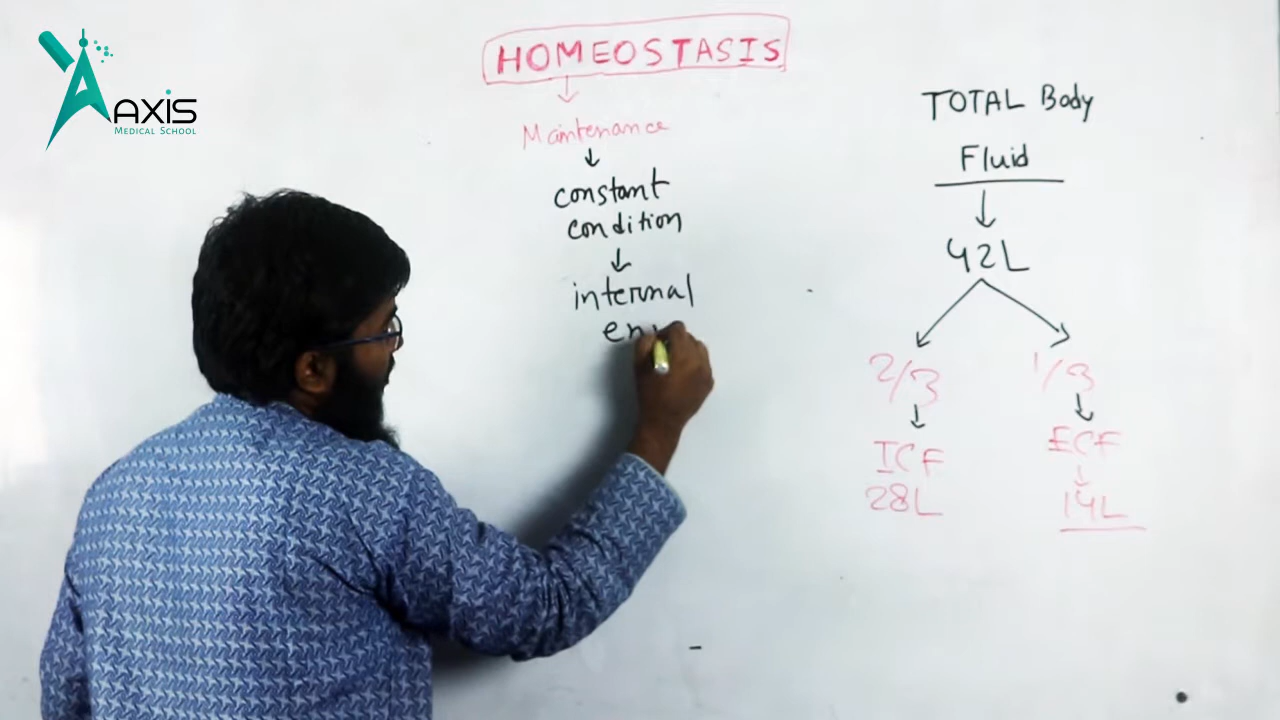 AXIS
MEDICAL SCHOOL
HOMEOSTASIS
Maintenance
constant
condition
internal
TOTAL Body
Fluid
42L
2/3
1/3
ICF
28L
ECF
14L